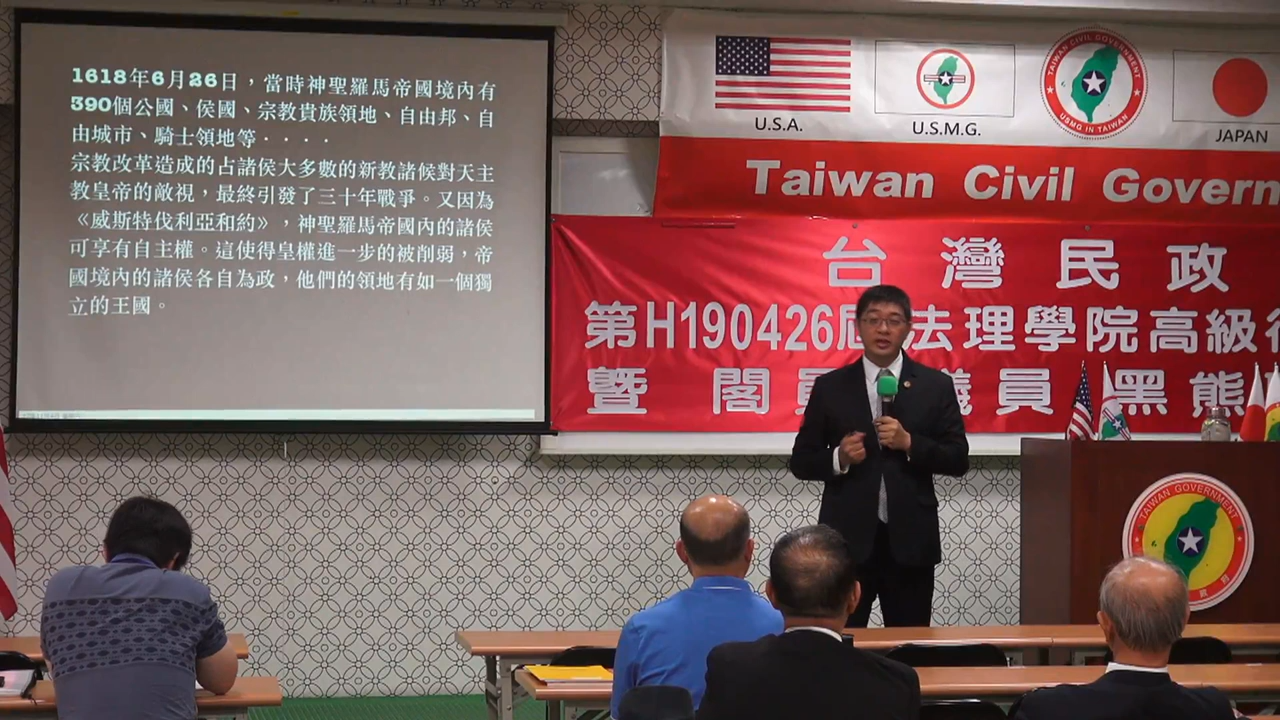 1618年6月26日，當時神聖羅馬帝國境內有
390個公國、侯國、宗教貴族領地、自由邦、自
由城市、騎士領地等‧‧‧‧
宗教改革造成的占諸侯大多數的新教諸侯對天主
教皇帝的敵視，最終引發了三十年戰爭。又因為
《威斯特伐利亞和約》，神聖羅馬帝國內的諸侯
可享有自主權。這使得皇權進一步的被削弱，帝
國境內的諸侯各自為政，他們的領地有如一個獨
立的王國。
U.S.A.
U.S.M.G.
TAIWAN CIVIL GOVERNMENT
USMG IN TAIWAN
JAPAN
Taiwan Civil Govern
台灣民政
第H190426屆法理學院高級
暨 閣員 議員 黑熊
TAIWAN GOVERNMENT